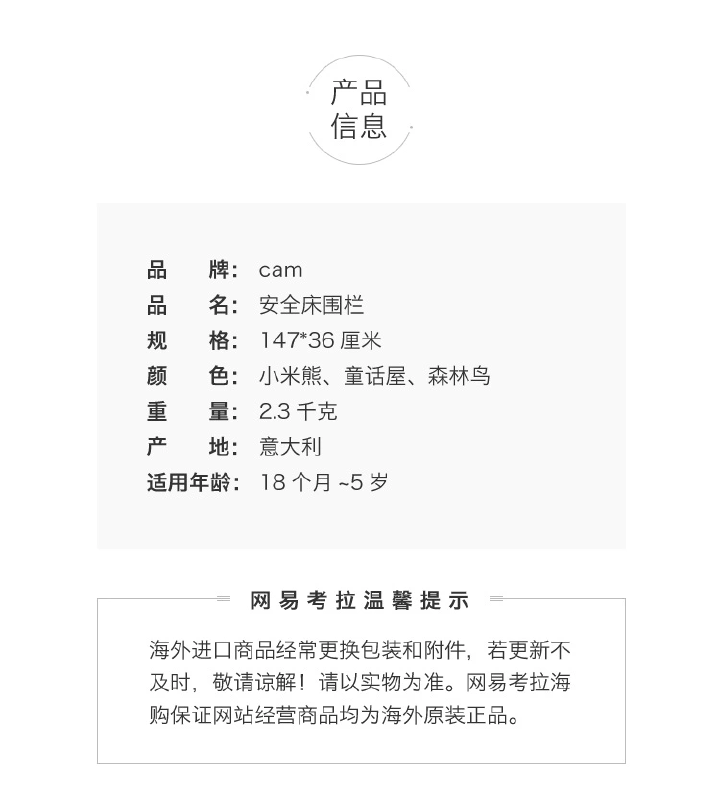 产品
信息
品 牌： cam
品 名： 安全床围栏
规 格： 147*36 厘米
颜 色： 小米熊、童话屋、森林鸟
重 量： 2.3 千克
产 地： 意大利
适用年龄： 18 个月 ~5 岁
网易考拉温馨提示
海外进口商品经常更换包装和附件，若更新不
及时，敬请谅解！请以实物为准。网易考拉海
购保证网站经营商品均为海外原装正品。